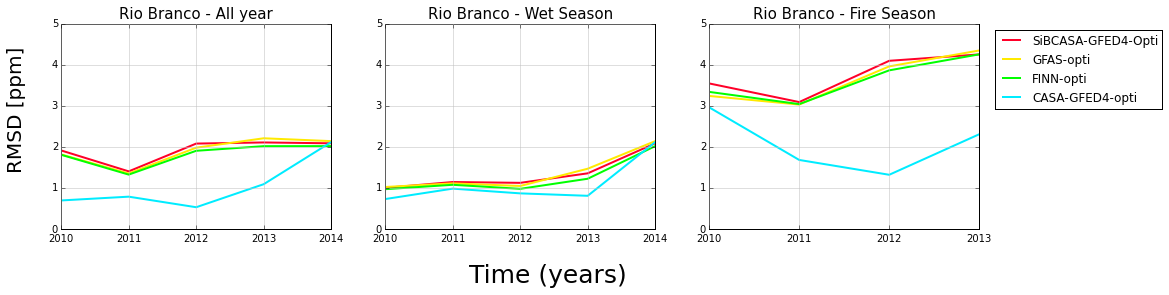 Rio Branco - All year
Rio Branco - Wet Season
Rio Branco - Fire Season
RMSD [ppm]
5
4
3
2
1
0
2010 2011 2012 2013 2014
5
4
3
2
1
0
2010 2011 2012 2013 2014
5
4
3
2
1
0
2010 2011 2012 2013
SiBCASA-GFED4-Opti
GFAS-opti
FINN-opti
CASA-GFED4-opti
Time (years)